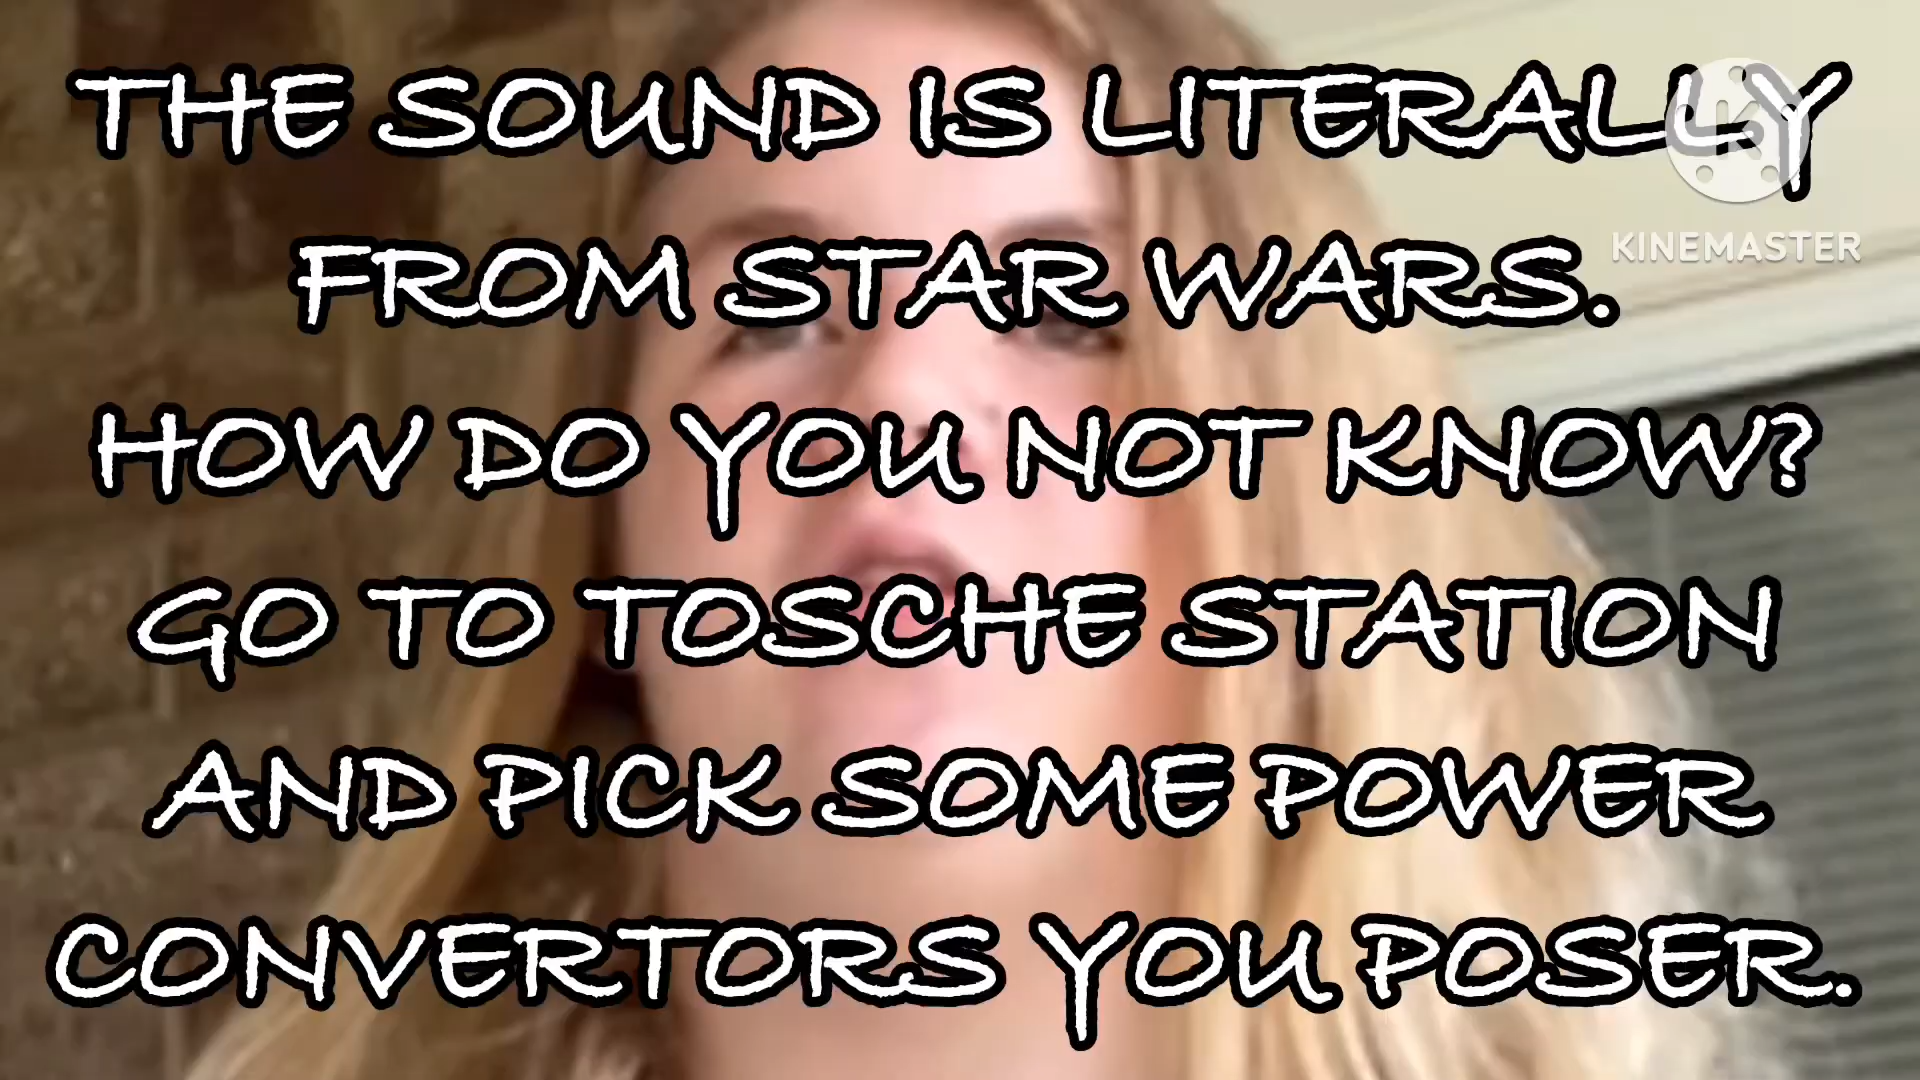 THE SOUND IS LITERALLY
FROM STAR WARS.
HOW DO YOU NOT KNOW?
GO TO TOSCHE STATION
AND PICK SOME POWER
CONVERTORS YOU POSER.
KINEMASTER